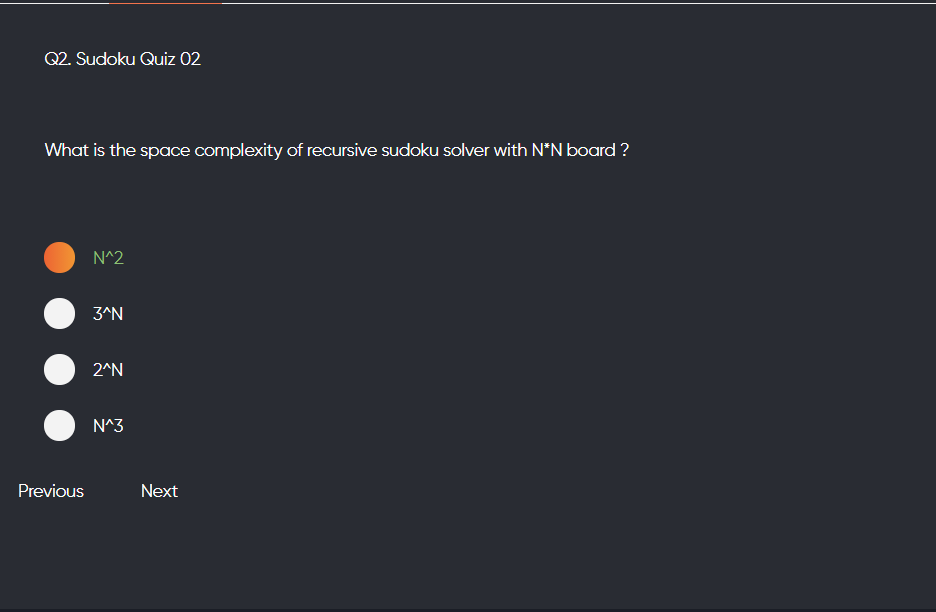 Q2. Sudoku Quiz 02
What is the space complexity of recursive sudoku solver with N*N board ?
N^2
3^N
2^N
N^3
Previous Next